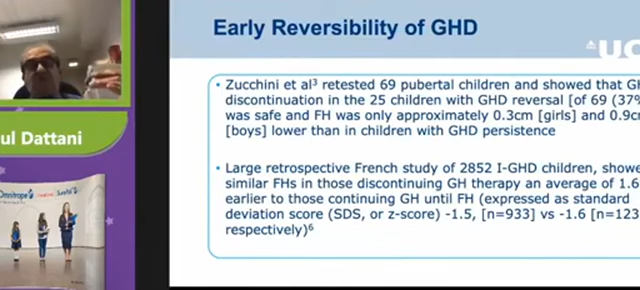 Early Reversibility of GHD
UC
• Zucchini et al³ retested 69 pubertal children and showed that GH
discontinuation in the 25 children with GHD reversal [of 69 (37%
was safe and FH was only approximately 0.3cm [girls] and 0.9c
[boys] lower than in children with GHD persistence
• Large retrospective French study of 2852 I-GHD children, showe
similar FHs in those discontinuing GH therapy an average of 1.6
earlier to those continuing GH until FH (expressed as standard
deviation score (SDS, or z-score) -1.5, [n=933] vs -1.6 [n=123
respectively)⁶
ul Dattani
Omnitrope
SurePal